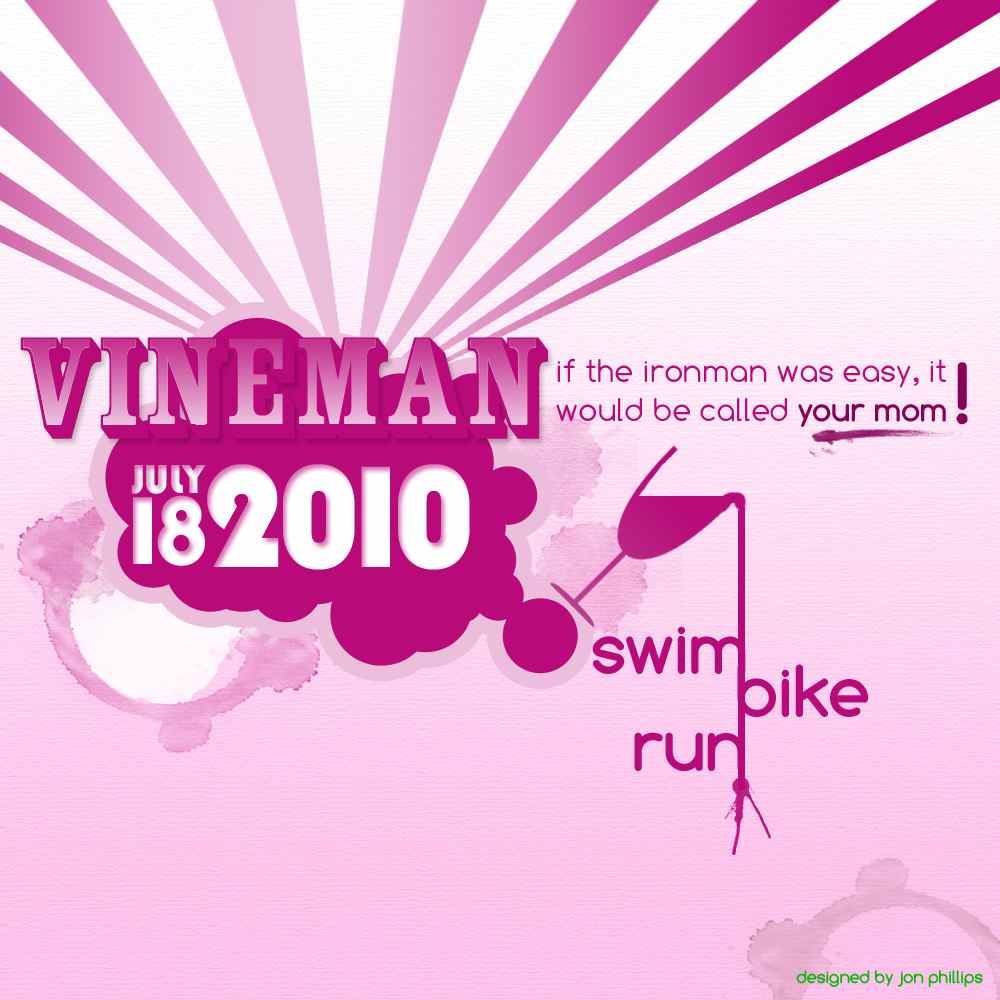 VINEMAN
if the ironman was easy, it
would be called your mom!
JULY
18 2010
swim
bike
run
designed by jon phillips